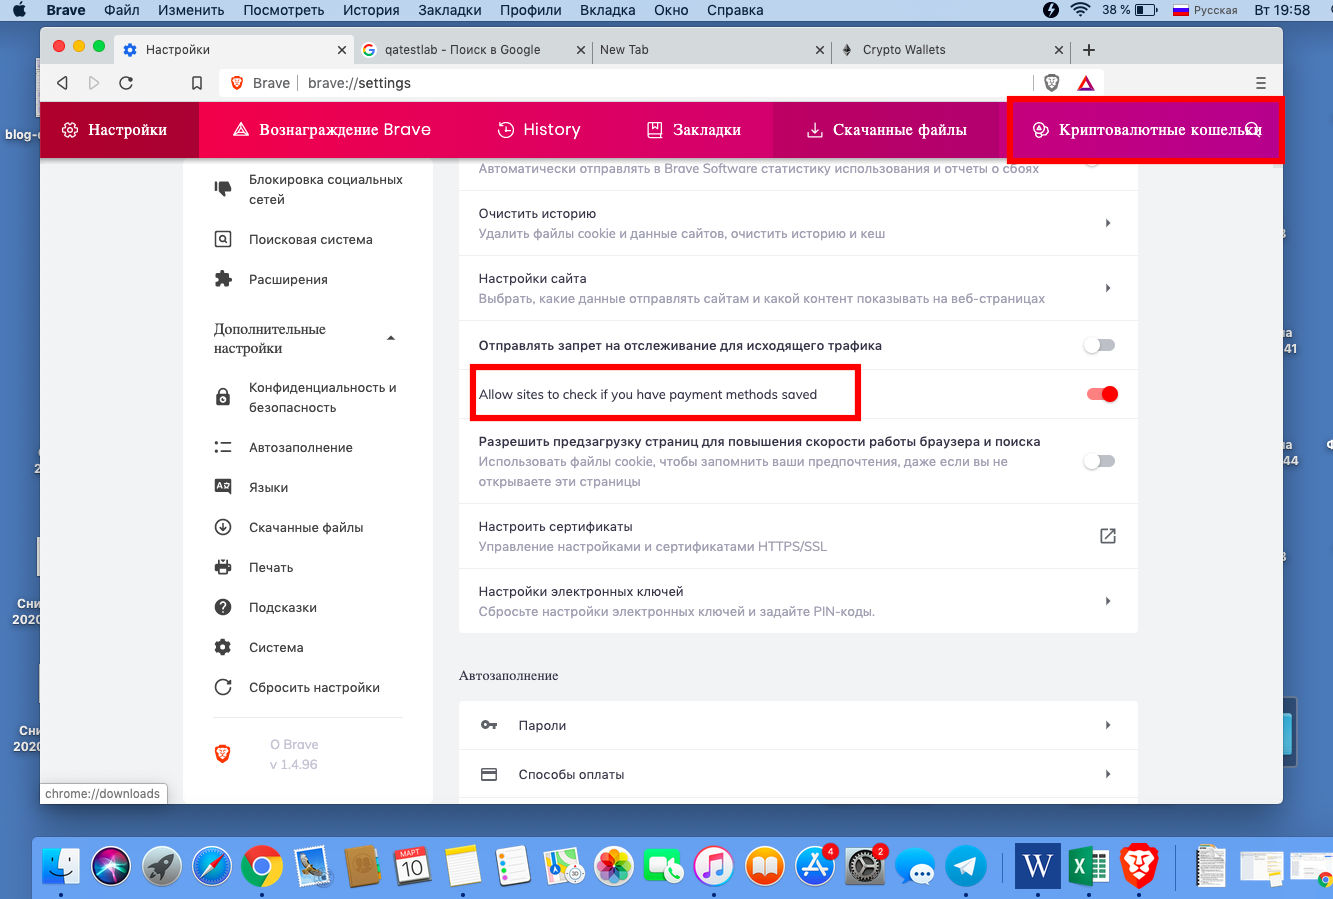 Brave Файл Изменить Посмотреть История Закладки Профили Вкладка Окно Справка 38 % Русская Вт 19:58
Настройки qatestlab - Поиск в Google New Tab Crypto Wallets
Brave brave://settings
Настройки Вознаграждение Brave History Закладки Скачанные файлы Криптовалютные кошельки
Автоматически отправлять в Brave Software статистику использования и отчеты о сбоях
Блокировка социальных
сетей
Поисковая система
Расширения
Дополнительные
настройки
Конфиденциальность и
безопасность
Автозаполнение
Языки
Скачанные файлы
Печать
Подсказки
Система
Сбросить настройки
О Brave
v 1.4.96
Очистить историю
Удалить файлы cookie и данные сайтов, очистить историю и кеш
Настройки сайта
Выбрать, какие данные отправлять сайтам и какой контент показывать на веб-страницах
Отправлять запрет на отслеживание для исходящего трафика
Allow sites to check if you have payment methods saved
Разрешить предзагрузку страниц для повышения скорости работы браузера и поиска
Использовать файлы cookie, чтобы запомнить ваши предпочтения, даже если вы не
открываете эти страницы
Настроить сертификаты
Управление настройками и сертификатами HTTPS/SSL
Настройки электронных ключей
Сбросьте настройки электронных ключей и задайте PIN-коды.
Автозаполнение
Пароли
Способы оплаты
chrome://downloads
blog-
Сни
2020
Сни
2020
41
44
МАРТ
10
4
2